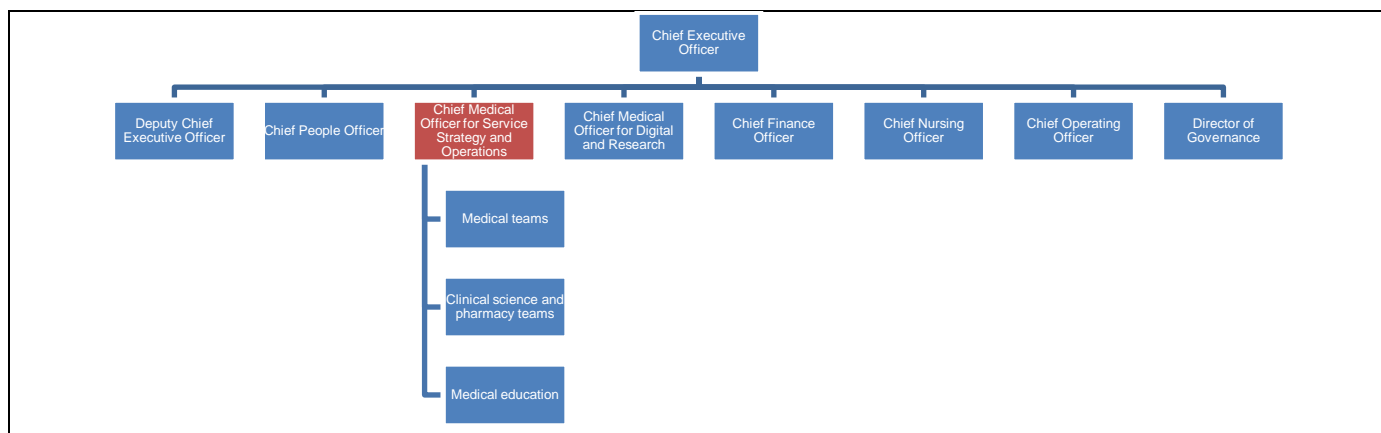 Chief Executive
Officer
Deputy Chief
Executive Officer
Chief People Officer
Chief Medical
Officer for Service
Strategy and
Operations
Chief Medical
Officer for Digital
and Research
Chief Finance
Officer
Chief Nursing
Officer
Chief Operating
Officer
Director of
Governance
Medical teams
Clinical science and
pharmacy teams
Medical education